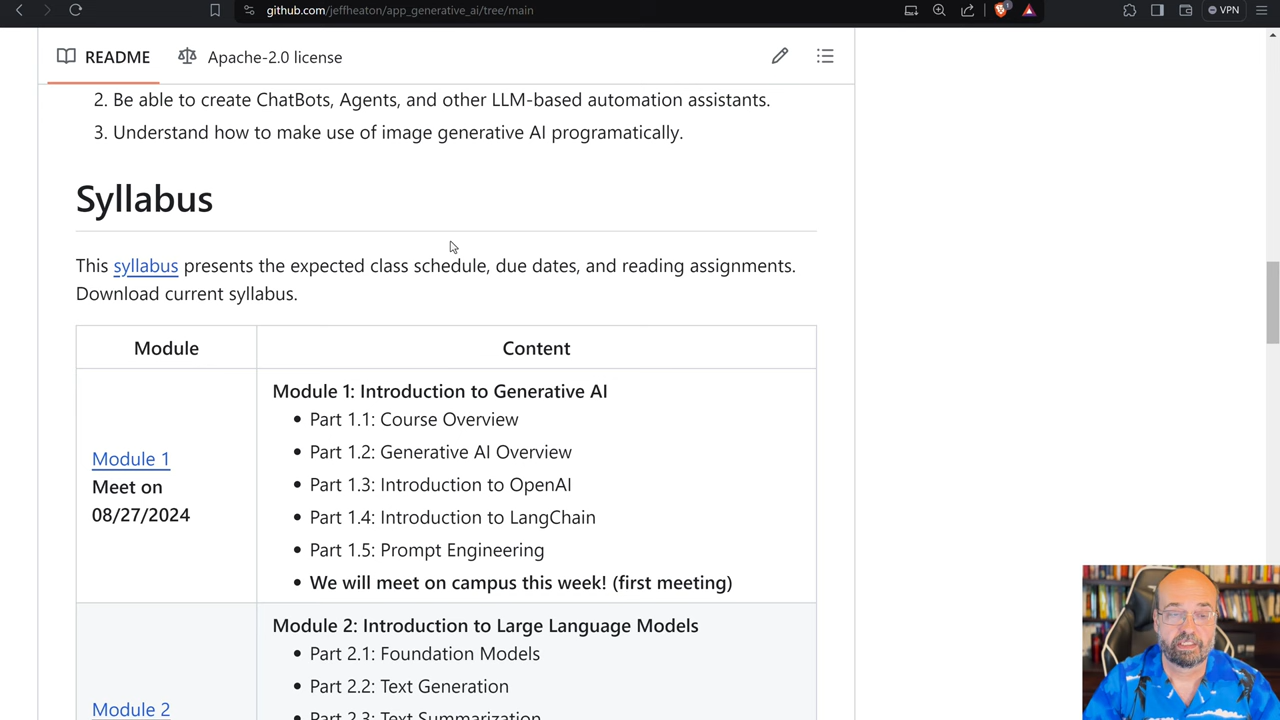 github.com/jeffheaton/app_generative_ai/tree/main
1
VPN
README
Apache-2.0 license
2. Be able to create ChatBots, Agents, and other LLM-based automation assistants.
3. Understand how to make use of image generative AI programatically.
Syllabus
This syllabus presents the expected class schedule, due dates, and reading assignments.
Download current syllabus.
Module
Content
Module 1
Meet on
08/27/2024
Module 1: Introduction to Generative AI
• Part 1.1: Course Overview
• Part 1.2: Generative AI Overview
• Part 1.3: Introduction to OpenAI
• Part 1.4: Introduction to LangChain
• Part 1.5: Prompt Engineering
• We will meet on campus this week! (first meeting)
Module 2
Module 2: Introduction to Large Language Models
• Part 2.1: Foundation Models
• Part 2.2: Text Generation
• Part 2.3: Text Summarization